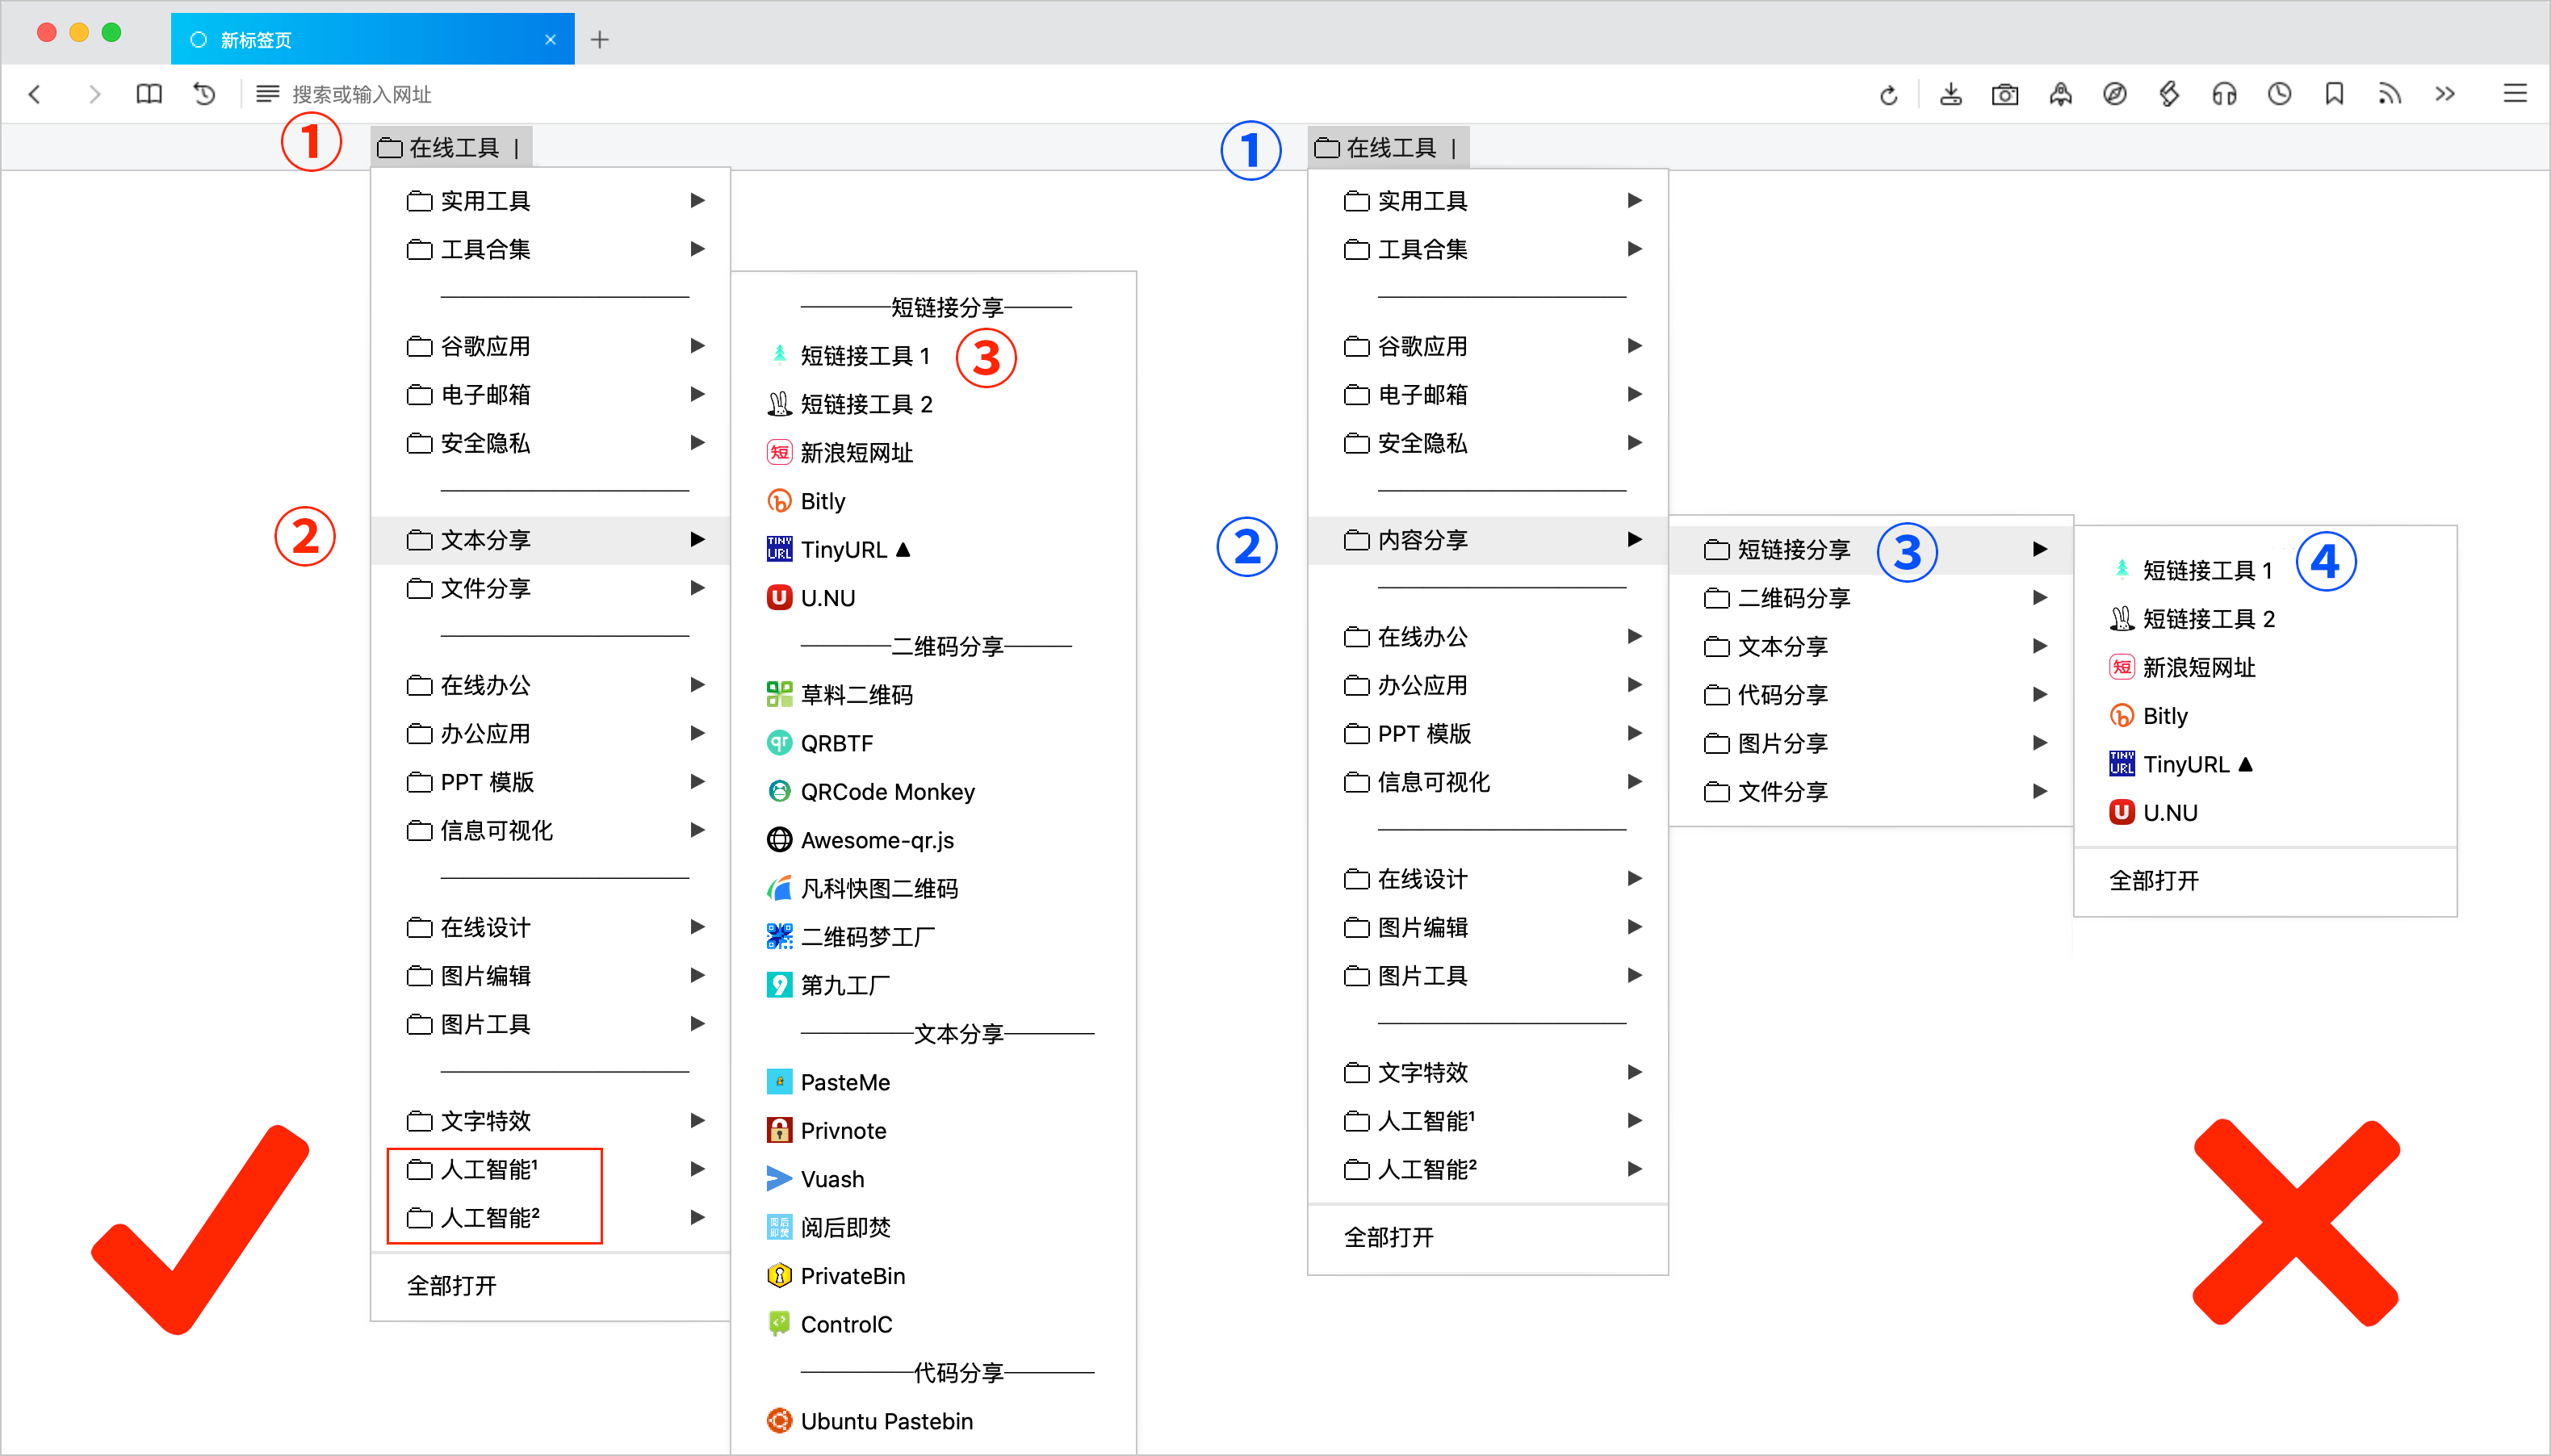 新标签页
搜索或输入网址
①
在线工具 |
实用工具
工具合集
谷歌应用
电子邮箱
安全隐私
②
文本分享
文件分享
在线办公
办公应用
PPT 模版
信息可视化
在线设计
图片编辑
图片工具
文字特效
人工智能¹
人工智能²
全部打开
————短链接分享———
短链接工具 1
③
短链接工具 2
短
新浪短网址
Bitly
TINY
URL
TinyURL ▲
U
U.NU
————二维码分享———
草料二维码
qr
QRBTF
QRCode Monkey
Awesome-qr.js
凡科快图二维码
二维码梦工厂
9
第九工厂
—————文本分享————
PasteMe
Privnote
Vuash
阅后
即焚
阅后即焚
PrivateBin
ControlC
—————代码分享————
Ubuntu Pastebin
①
在线工具 |
实用工具
工具合集
谷歌应用
电子邮箱
安全隐私
②
内容分享
在线办公
办公应用
PPT 模版
信息可视化
在线设计
图片编辑
图片工具
文字特效
人工智能¹
人工智能²
全部打开
短链接分享
③
二维码分享
文本分享
代码分享
图片分享
文件分享
短链接工具 1
④
短链接工具 2
短
新浪短网址
Bitly
TINY
URL
TinyURL ▲
U
U.NU
全部打开